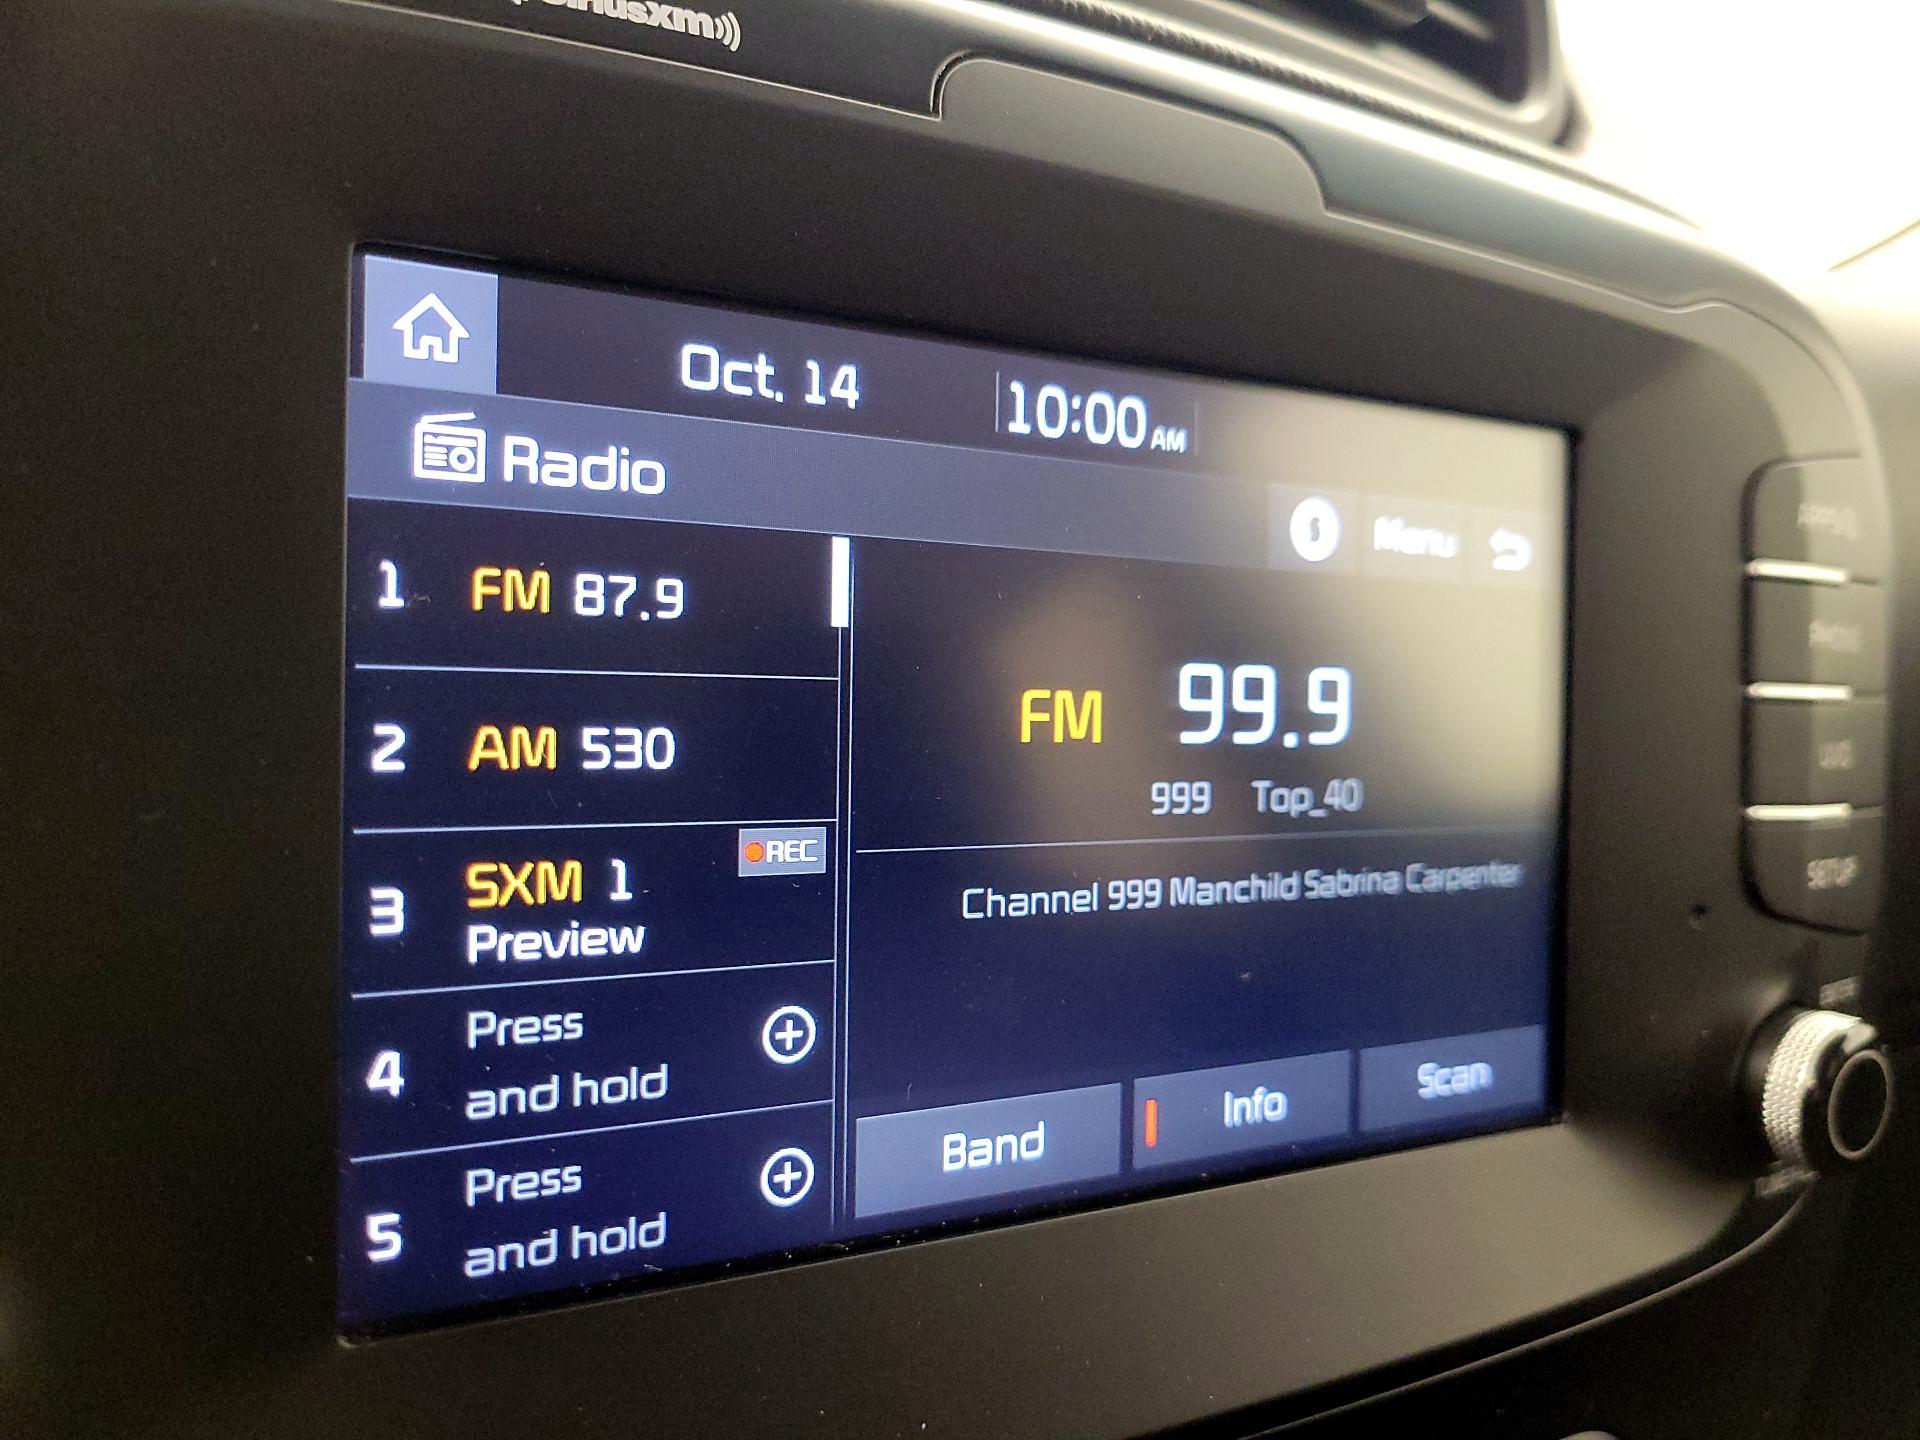 siriusxm
Oct. 14
10:00 AM
Radio
Menu
1 FM 87.9
2 AM 530
3 SXM 1 REC
Preview
4 Press
and hold
5 Press
and hold
FM 99.9
999 Top_40
Channel 999 Manchild Sabrina Carpenter
Band
Info
Scan
SETUP